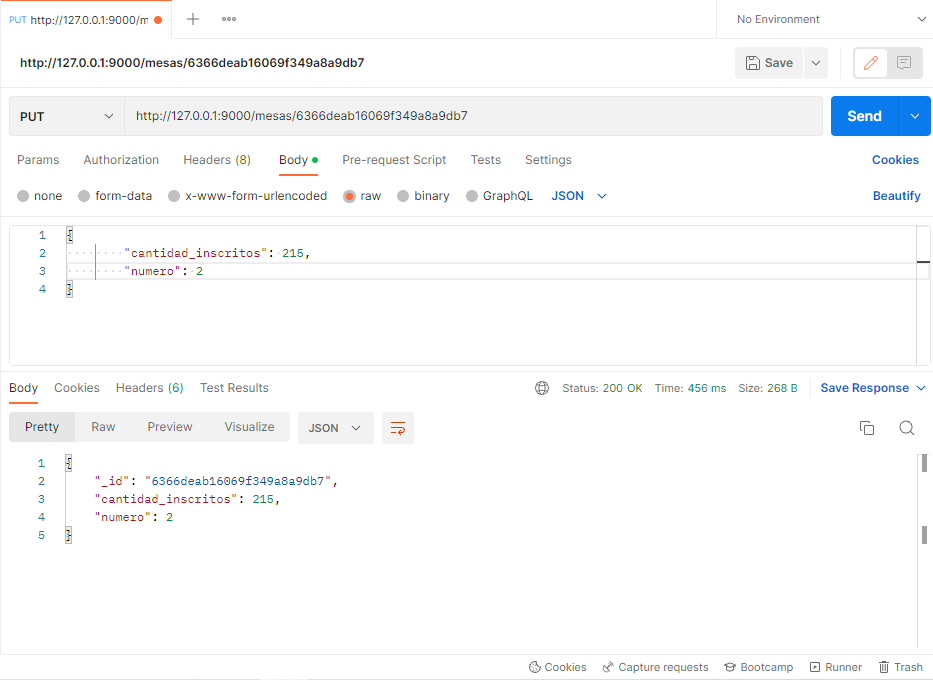 PUT http://127.0.0.1:9000/m
No Environment
http://127.0.0.1:9000/mesas/6366deab16069f349a8a9db7
Save
PUT http://127.0.0.1:9000/mesas/6366deab16069f349a8a9db7 Send
Params Authorization Headers (8) Body Pre-request Script Tests Settings Cookies
none form-data x-www-form-urlencoded raw binary GraphQL JSON Beautify
1 {
2 "cantidad_inscritos": 215,
3 "numero": 2
4 }
Body Cookies Headers (6) Test Results Status: 200 OK Time: 456 ms Size: 268 B Save Response
Pretty Raw Preview Visualize JSON
1 {
2 "_id": "6366deab16069f349a8a9db7",
3 "cantidad_inscritos": 215,
4 "numero": 2
5 }
Cookies Capture requests Bootcamp Runner Trash